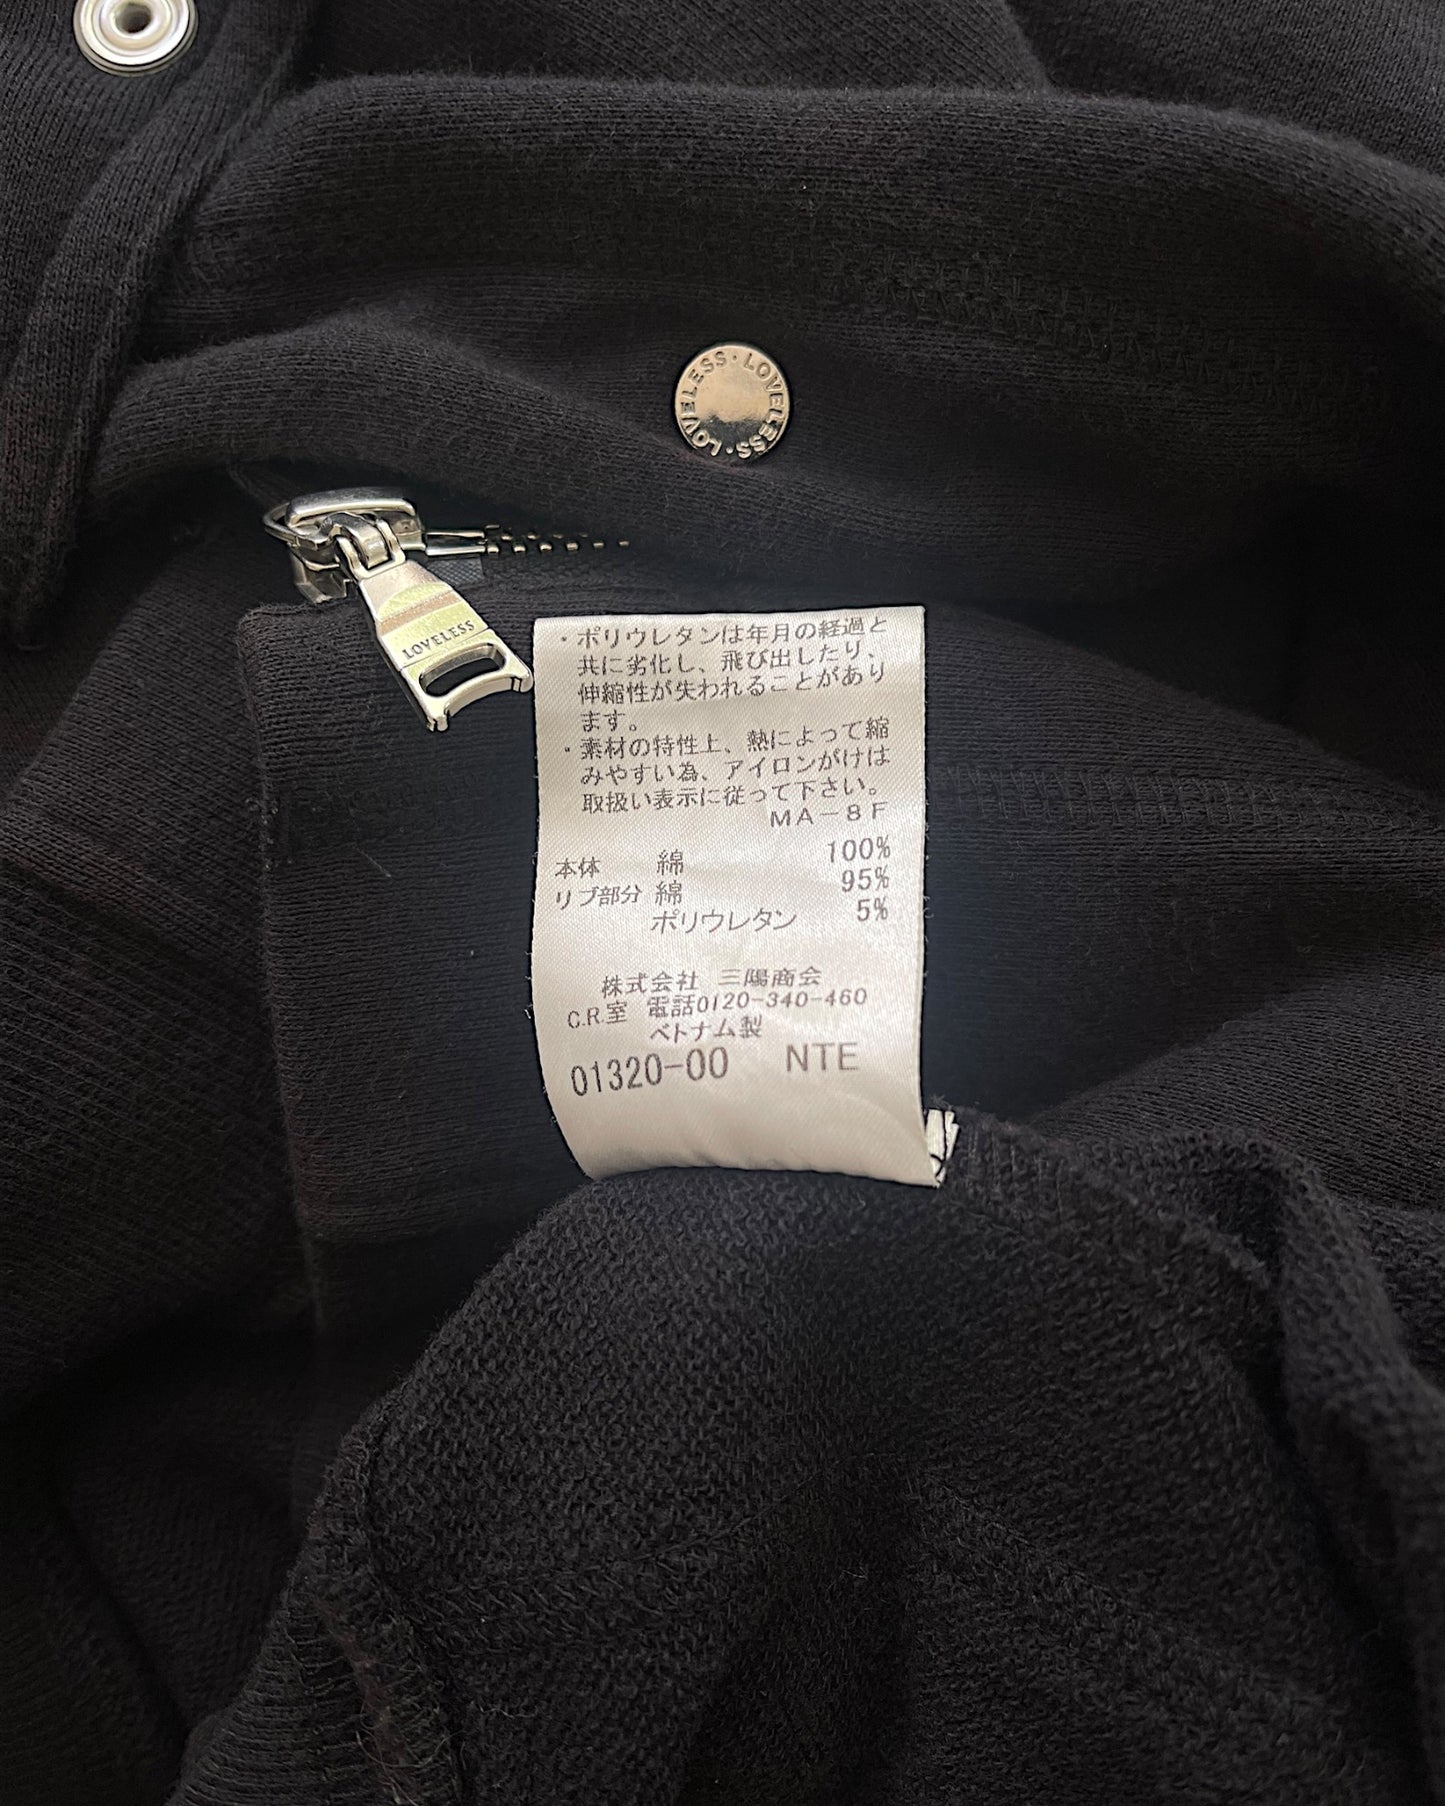 LOVELESS・LOVELESS・
LOVELESS
・ポリウレタンは年月の経過と
共に劣化し、飛び出したり、
伸縮性が失われることがあり
ます。
・素材の特性上、熱によって縮
みやすい為、アイロンがけは
取扱い表示に従って下さい。
MA-8F
本体 綿 100%
リブ部分 綿 95%
ポリウレタン 5%
株式会社 三陽商会
C.R.室 電話0120-340-460
ベトナム製
01320-00 NTE